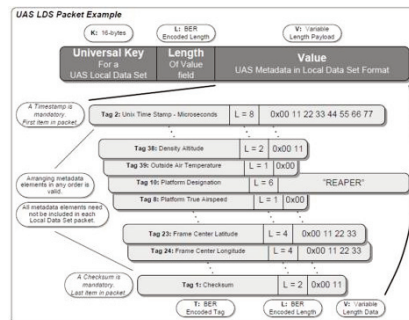 UAS LDS Packet Example
K: 16-bytes
L: BER
Encoded Length
V: Variable
Length Payload
Universal Key
For a
UAS Local Data Set
Length
Of Value
field
Value
UAS Metadata in Local Data Set Format
A Timestamp is
mandatory.
First item in packet.
Tag 2: Unix Time Stamp - Microseconds
L = 8
0x00 11 22 33 44 55 66 77
Tag 38: Density Altitude
L = 2
0x00 11
Tag 39: Outside Air Temperature
L = 1
0x00
Arranging metadata
elements in any order is
valid.
Tag 10: Platform Designation
L = 6
"REAPER"
Tag 8: Platform True Airspeed
L = 1
0x00
All metadata elements need
not be included in each
Local Data Set packet.
Tag 23: Frame Center Latitude
L = 4
0x00 11 22 33
Tag 24: Frame Center Longitude
L = 4
0x00 11 22 33
A Checksum is
mandatory.
Last item in packet.
Tag 1: Checksum
L = 2
0x00 11
T: BER
Encoded Tag
L: BER
Encoded Length
V: Variable
Length Data